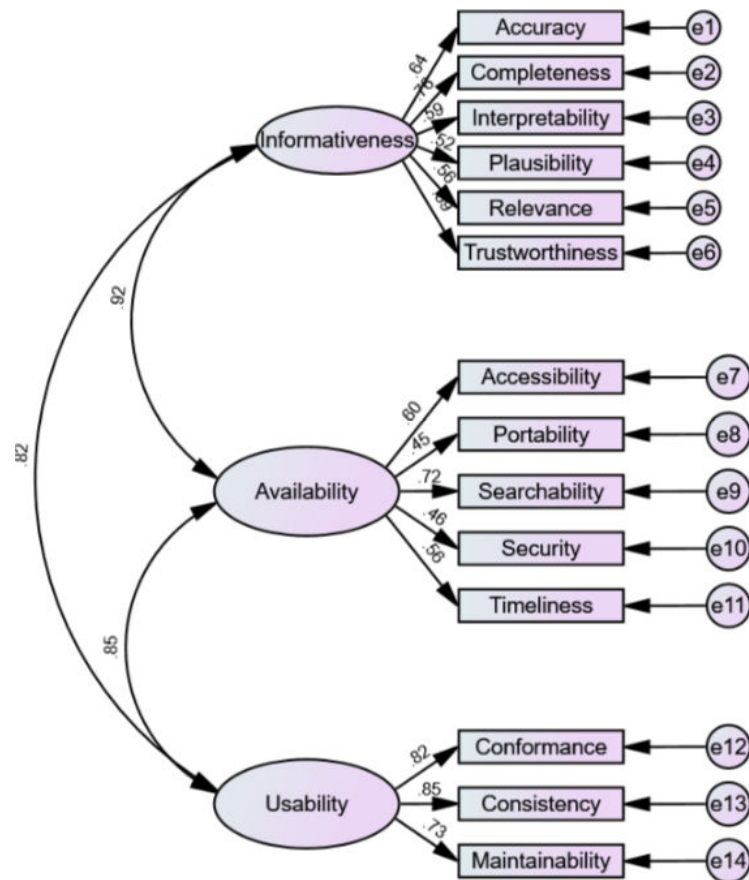 Accuracy
e1
.64
Completeness
e2
Informativeness
.59
Interpretability
e3
.52
Plausibility
e4
.56
Relevance
e5
Trustworthiness
e6
.92
Accessibility
e7
.60
Portability
e8
.45
.82
Availability
.72
Searchability
e9
.46
Security
e10
.56
Timeliness
e11
.85
.82
Conformance
e12
Usability
.85
Consistency
e13
.73
Maintainability
e14